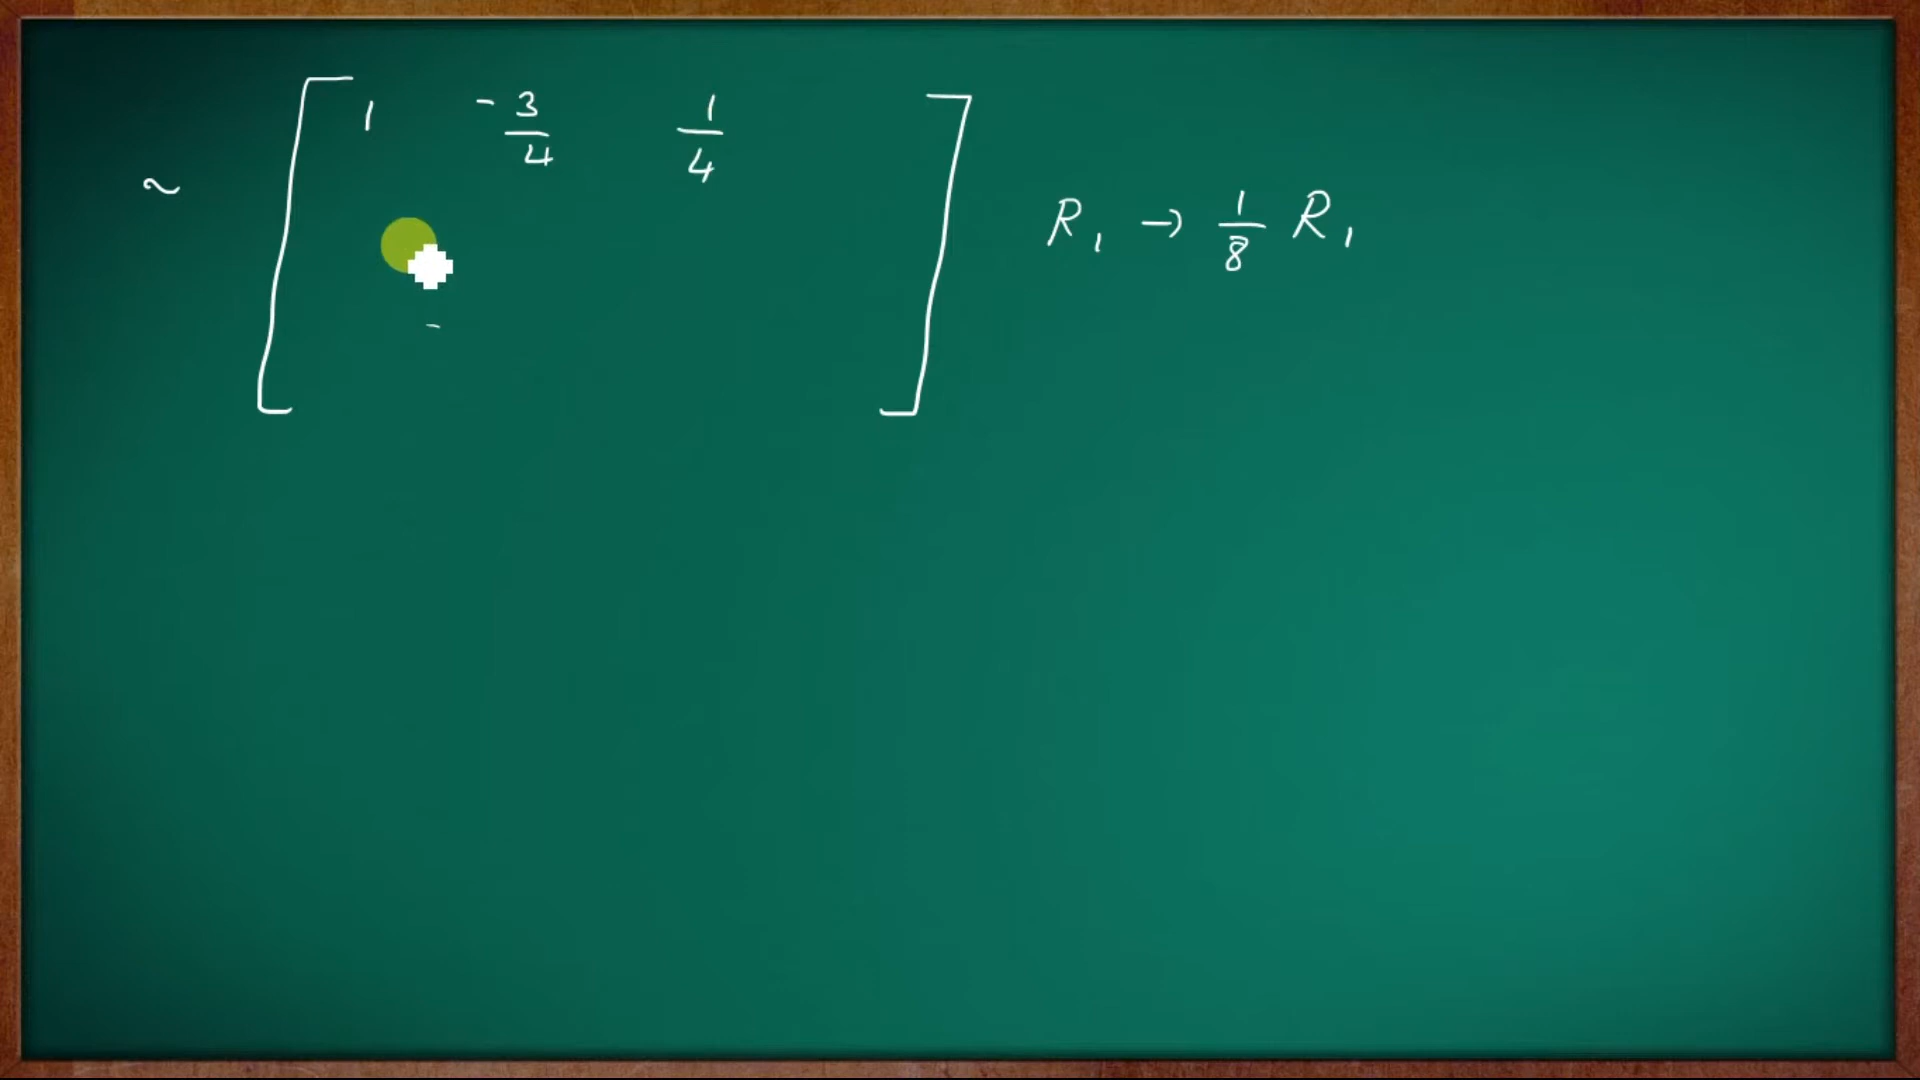 ~ [ 1 -3/4 1/4 ] R₁ → 1/8 R₁
-